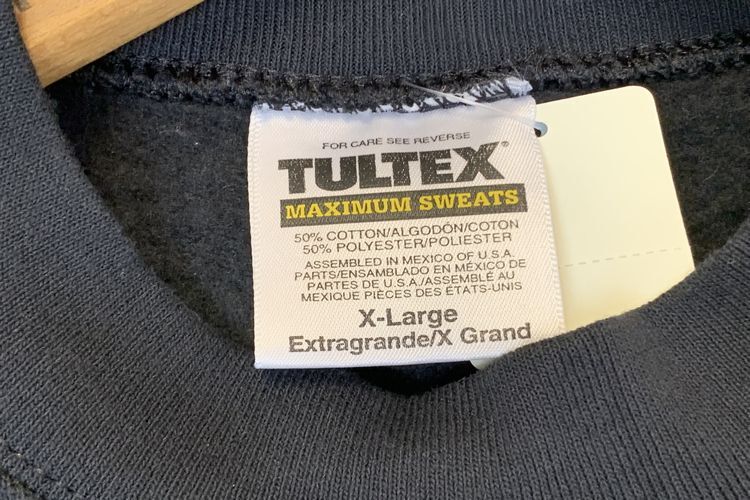 FOR CARE SEE REVERSE
TULTEX®
MAXIMUM SWEATS
50% COTTON/ALGODÓN/COTON
50% POLYESTER/POLIESTER
ASSEMBLED IN MEXICO OF U.S.A.
PARTS/ENSAMBLADO EN MÉXICO DE
PARTES DE U.S.A./ASSEMBLÉ AU
MEXIQUE PIÈCES DES ÉTATS-UNIS
X-Large
Extragrande/X Grand